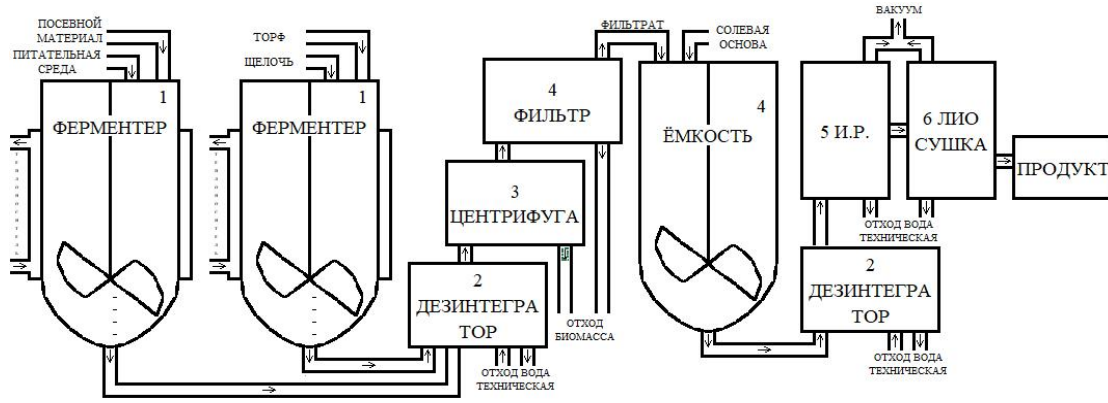 ПОСЕВНОЙ
МАТЕРИАЛ
ПИТАТЕЛЬНАЯ
СРЕДА
1
ФЕРМЕНТЕР
ТОРФ
ЩЕЛОЧЬ
1
ФЕРМЕНТЕР
2
ДЕЗИНТЕГРА
ТОР
ОТХОД ВОДА
ТЕХНИЧЕСКАЯ
3
ЦЕНТРИФУГА
4
ФИЛЬТР
ОТХОД
БИОМАССА
ФИЛЬТРАТ
СОЛЕВАЯ
ОСНОВА
4
ЁМКОСТЬ
2
ДЕЗИНТЕГРА
ТОР
ОТХОД ВОДА
ТЕХНИЧЕСКАЯ
5 И.Р.
ОТХОД ВОДА
ТЕХНИЧЕСКАЯ
ВАКУУМ
6 ЛИО
СУШКА
ПРОДУКТ